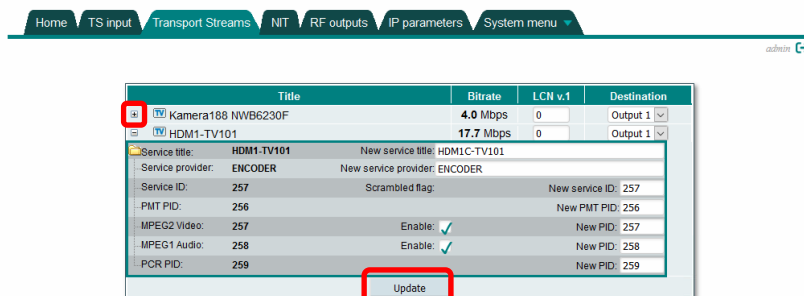 Home TS input Transport Streams NIT RF outputs IP parameters System menu
admin
Title Bitrate LCN v.1 Destination
TV Kamera188 NWB6230F 4.0 Mbps 0 Output 1
TV HDM1-TV101 17.7 Mbps 0 Output 1
Service title: HDM1-TV101 New service title: HDM1C-TV101
Service provider: ENCODER New service provider: ENCODER
Service ID: 257 Scrambled flag: New service ID: 257
PMT PID: 256 New PMT PID: 256
MPEG2 Video: 257 Enable: New PID: 257
MPEG1 Audio: 258 Enable: New PID: 258
PCR PID: 259 New PID: 259
Update